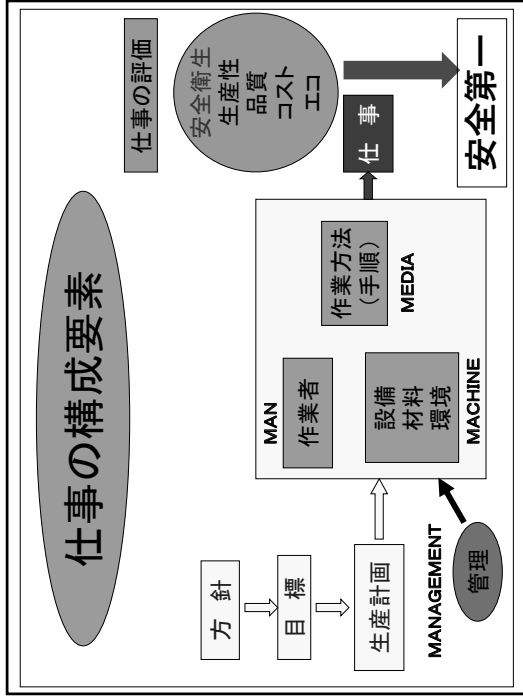 仕事の構成要素
方 針
目 標
生産計画
MANAGEMENT
管理
MAN
作業者
設備
材料
環境
MACHINE
作業方法
（手順）
MEDIA
仕 事
仕事の評価
安全衛生
生産性
品質
コスト
エコ
安全第一